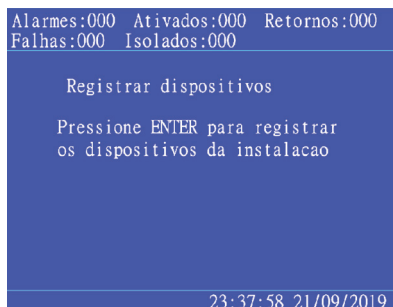 Alarmes:000 Ativados:000 Retornos:000
Falhas:000 Isolados:000
Registrar dispositivos
Pressione ENTER para registrar
os dispositivos da instalacao
23:37:58 21/09/2019